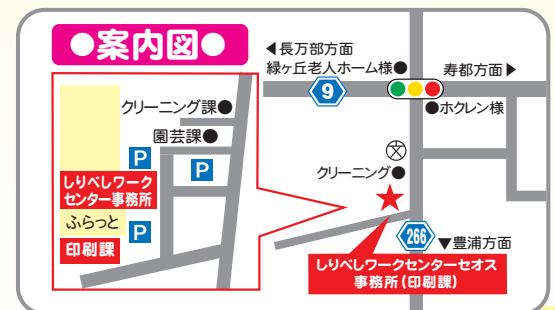 ●案内図●
◀長万部方面
緑ヶ丘老人ホーム様●
寿都方面▶
9
●ホクレン様
クリーニング課●
園芸課●
P
P
しりべしワーク
センター事務所
ふらっと
P
印刷課
文
クリーニング●
266
▼豊浦方面
しりべしワークセンターセオス
事務所(印刷課)